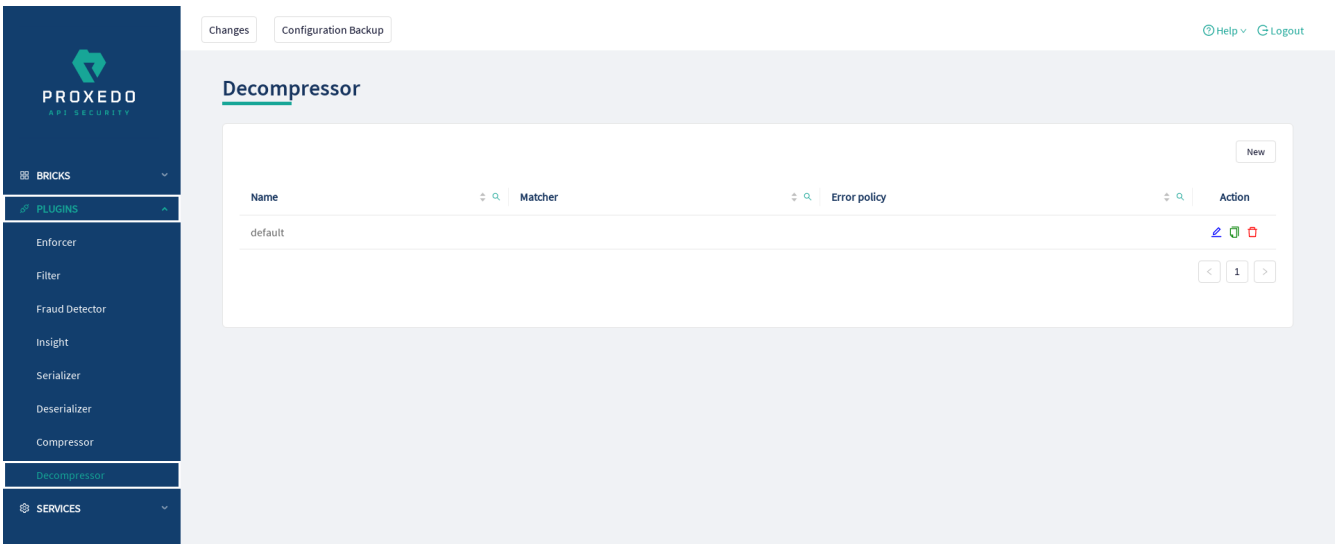 Changes Configuration Backup Help Logout
PROXEDO
API SECURITY
BRICKS
PLUGINS
Enforcer
Filter
Fraud Detector
Insight
Serializer
Deserializer
Compressor
Decompressor
SERVICES
Decompressor
New
Name Matcher Error policy Action
default
< 1 >